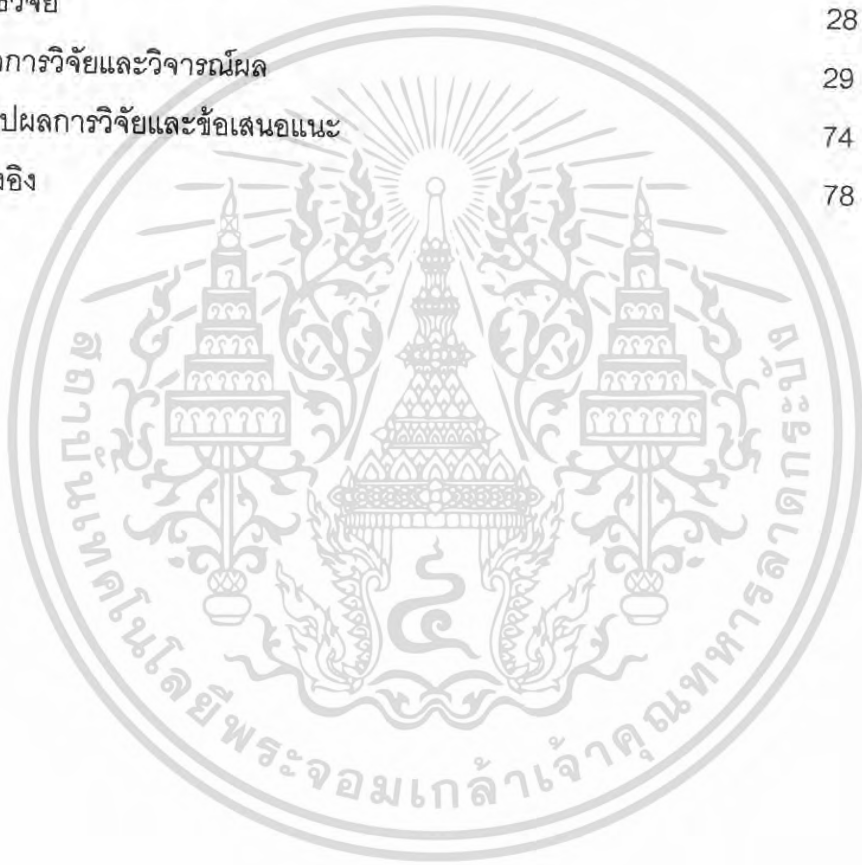 28
การวิจัยและวิจารณ์ผล 29
ปผลการวิจัยและข้อเสนอแนะ 74
งอิง 78
สถาบันเทคโนโลยีพระจอมเกล้าเจ้าคุณทหารลาดกระบัง
๔